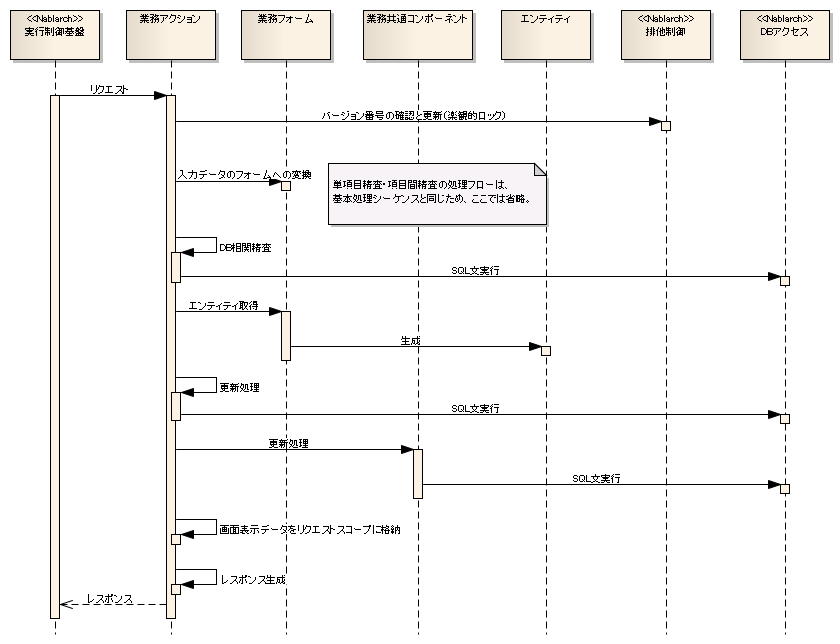 <<Nablarch>>
実行制御基盤
業務アクション
業務フォーム
業務共通コンポーネント
エンティティ
<<Nablarch>>
排他制御
<<Nablarch>>
DBアクセス
リクエスト
バージョン番号の確認と更新(楽観的ロック)
入力データのフォームへの変換
単項目精査・項目間精査の処理フローは、
基本処理シーケンスと同じため、ここでは省略。
DB相関精査
SQL文実行
エンティティ取得
生成
更新処理
SQL文実行
更新処理
SQL文実行
画面表示データをリクエストスコープに格納
レスポンス生成
レスポンス